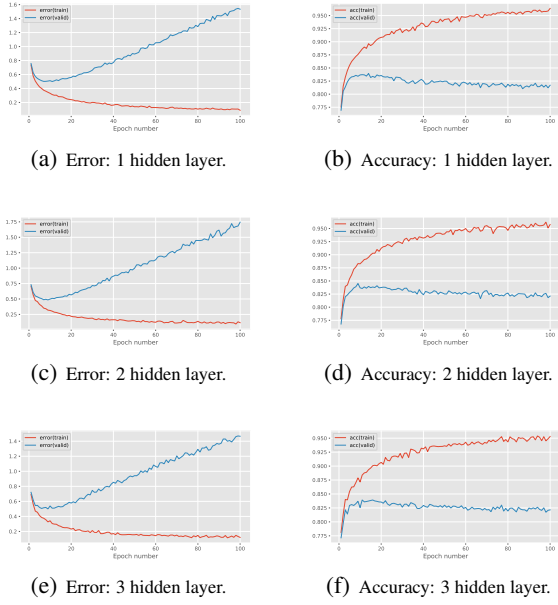 1.6
1.4
1.2
1.0
0.8
0.6
0.4
0.2
error(train)
error(valid)
0 20 40 60 80 100
Epoch number
(a) Error: 1 hidden layer.
0.950
0.925
0.900
0.875
0.850
0.825
0.800
0.775
acc(train)
acc(valid)
0 20 40 60 80 100
Epoch number
(b) Accuracy: 1 hidden layer.
1.75
1.50
1.25
1.00
0.75
0.50
0.25
error(train)
error(valid)
0 20 40 60 80 100
Epoch number
(c) Error: 2 hidden layer.
0.950
0.925
0.900
0.875
0.850
0.825
0.800
0.775
acc(train)
acc(valid)
0 20 40 60 80 100
Epoch number
(d) Accuracy: 2 hidden layer.
1.4
1.2
1.0
0.8
0.6
0.4
0.2
error(train)
error(valid)
0 20 40 60 80 100
Epoch number
(e) Error: 3 hidden layer.
0.950
0.925
0.900
0.875
0.850
0.825
0.800
0.775
acc(train)
acc(valid)
0 20 40 60 80 100
Epoch number
(f) Accuracy: 3 hidden layer.